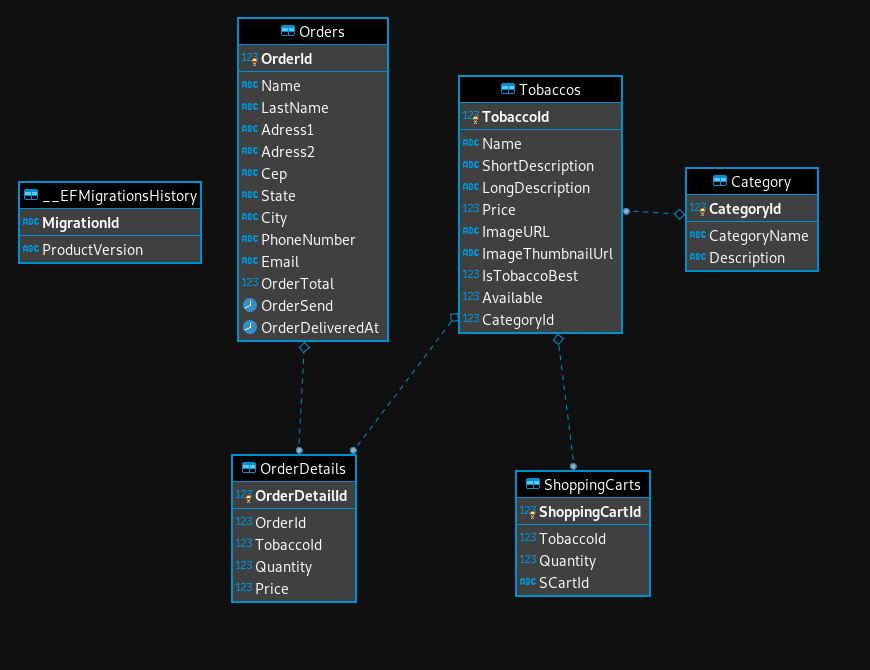 Orders
123 OrderId
ABC Name
ABC LastName
ABC Adress1
ABC Adress2
ABC Cep
ABC State
ABC City
ABC PhoneNumber
ABC Email
123 OrderTotal
OrderSend
OrderDeliveredAt
Tobaccos
123 TobaccoId
ABC Name
ABC ShortDescription
ABC LongDescription
123 Price
ABC ImageURL
ABC ImageThumbnailUrl
123 IsTobaccoBest
123 Available
123 CategoryId
__EFMigrationsHistory
ABC MigrationId
ABC ProductVersion
Category
123 CategoryId
ABC CategoryName
ABC Description
OrderDetails
123 OrderDetailId
123 OrderId
123 TobaccoId
123 Quantity
123 Price
ShoppingCarts
123 ShoppingCartId
123 TobaccoId
123 Quantity
ABC SCartId